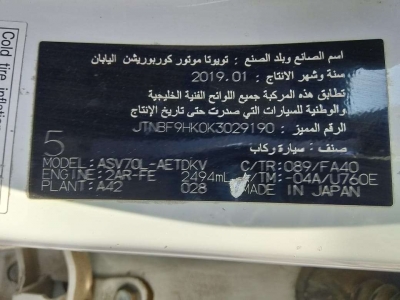 Cold tire inflation
اسم الصانع وبلد الصنع : تويوتا موتور كوربوريشن اليابان
سنة وشهر الانتاج : 2019.01
تطابق هذه المركبة جميع اللوائح الفنية الخليجية
والوطنية للسيارات التي صدرت حتى تاريخ الإنتاج
الرقم المميز : JTNBF9HK0K3029190
صنف : سيارة ركاب
5
MODEL: ASV70L-AETDKV C/TR: 089/FA40
ENGINE: 2AR-FE 2494mL /TM: -04A/U760E
PLANT: A42 028 MADE IN JAPAN